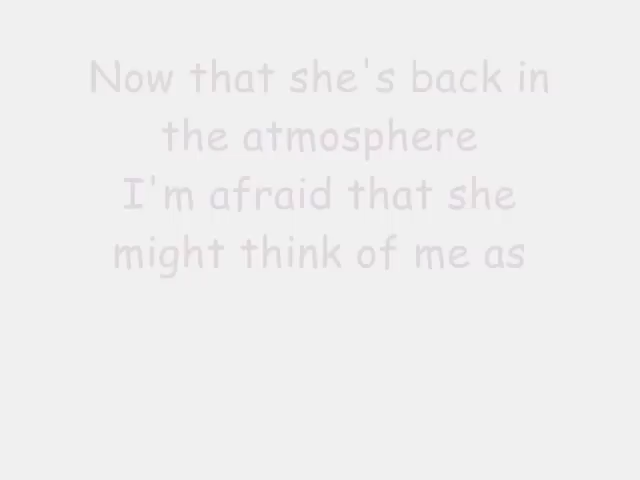 Now that she's back in
the atmosphere
I'm afraid that she
might think of me as